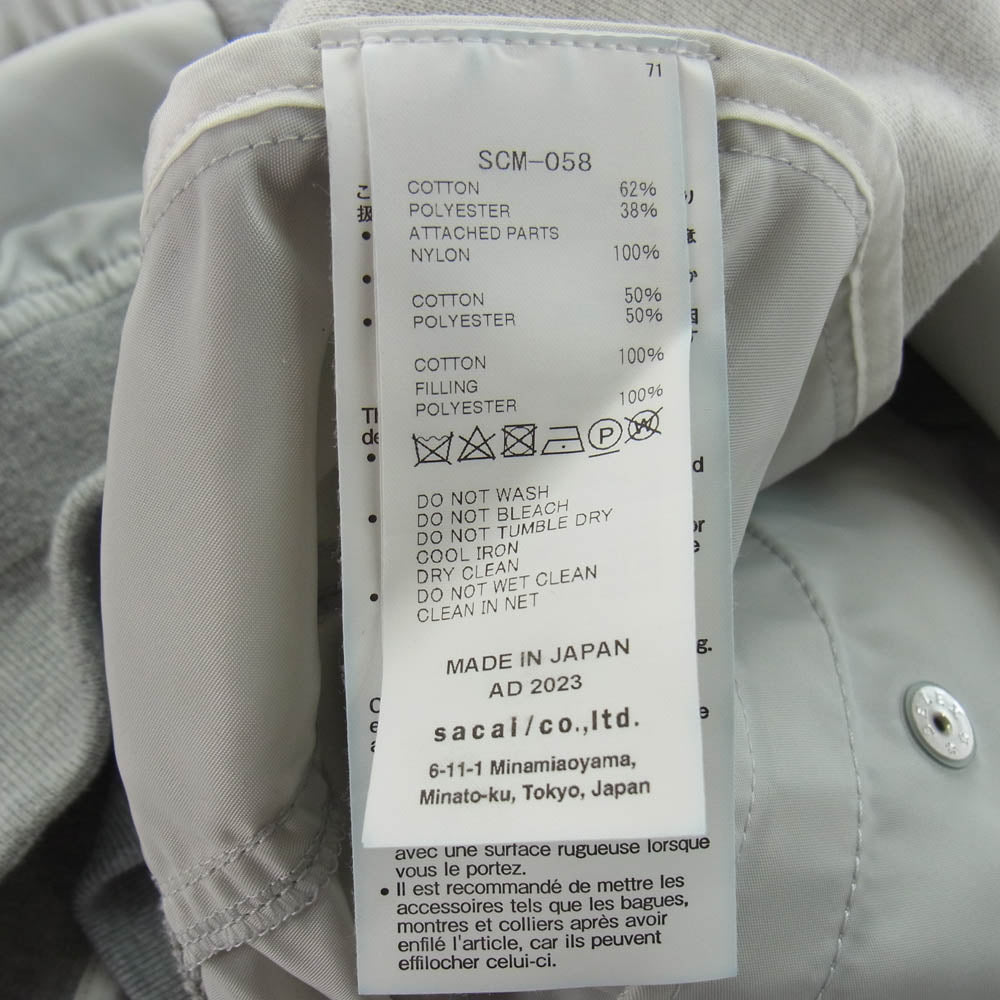 71
SCM-058
COTTON 62%
POLYESTER 38%
ATTACHED PARTS
NYLON 100%
COTTON 50%
POLYESTER 50%
COTTON 100%
FILLING
POLYESTER 100%
P W
DO NOT WASH
DO NOT BLEACH
DO NOT TUMBLE DRY
COOL IRON
DRY CLEAN
DO NOT WET CLEAN
CLEAN IN NET
MADE IN JAPAN
AD 2023
sacai/co.,ltd.
6-11-1 Minamiaoyama,
Minato-ku, Tokyo, Japan
avec une surface rugueuse lorsque
vous le portez.
• Il est recommandé de mettre les
accessoires tels que les bagues,
montres et colliers après avoir
enfilé l'article, car ils peuvent
effilocher celui-ci.